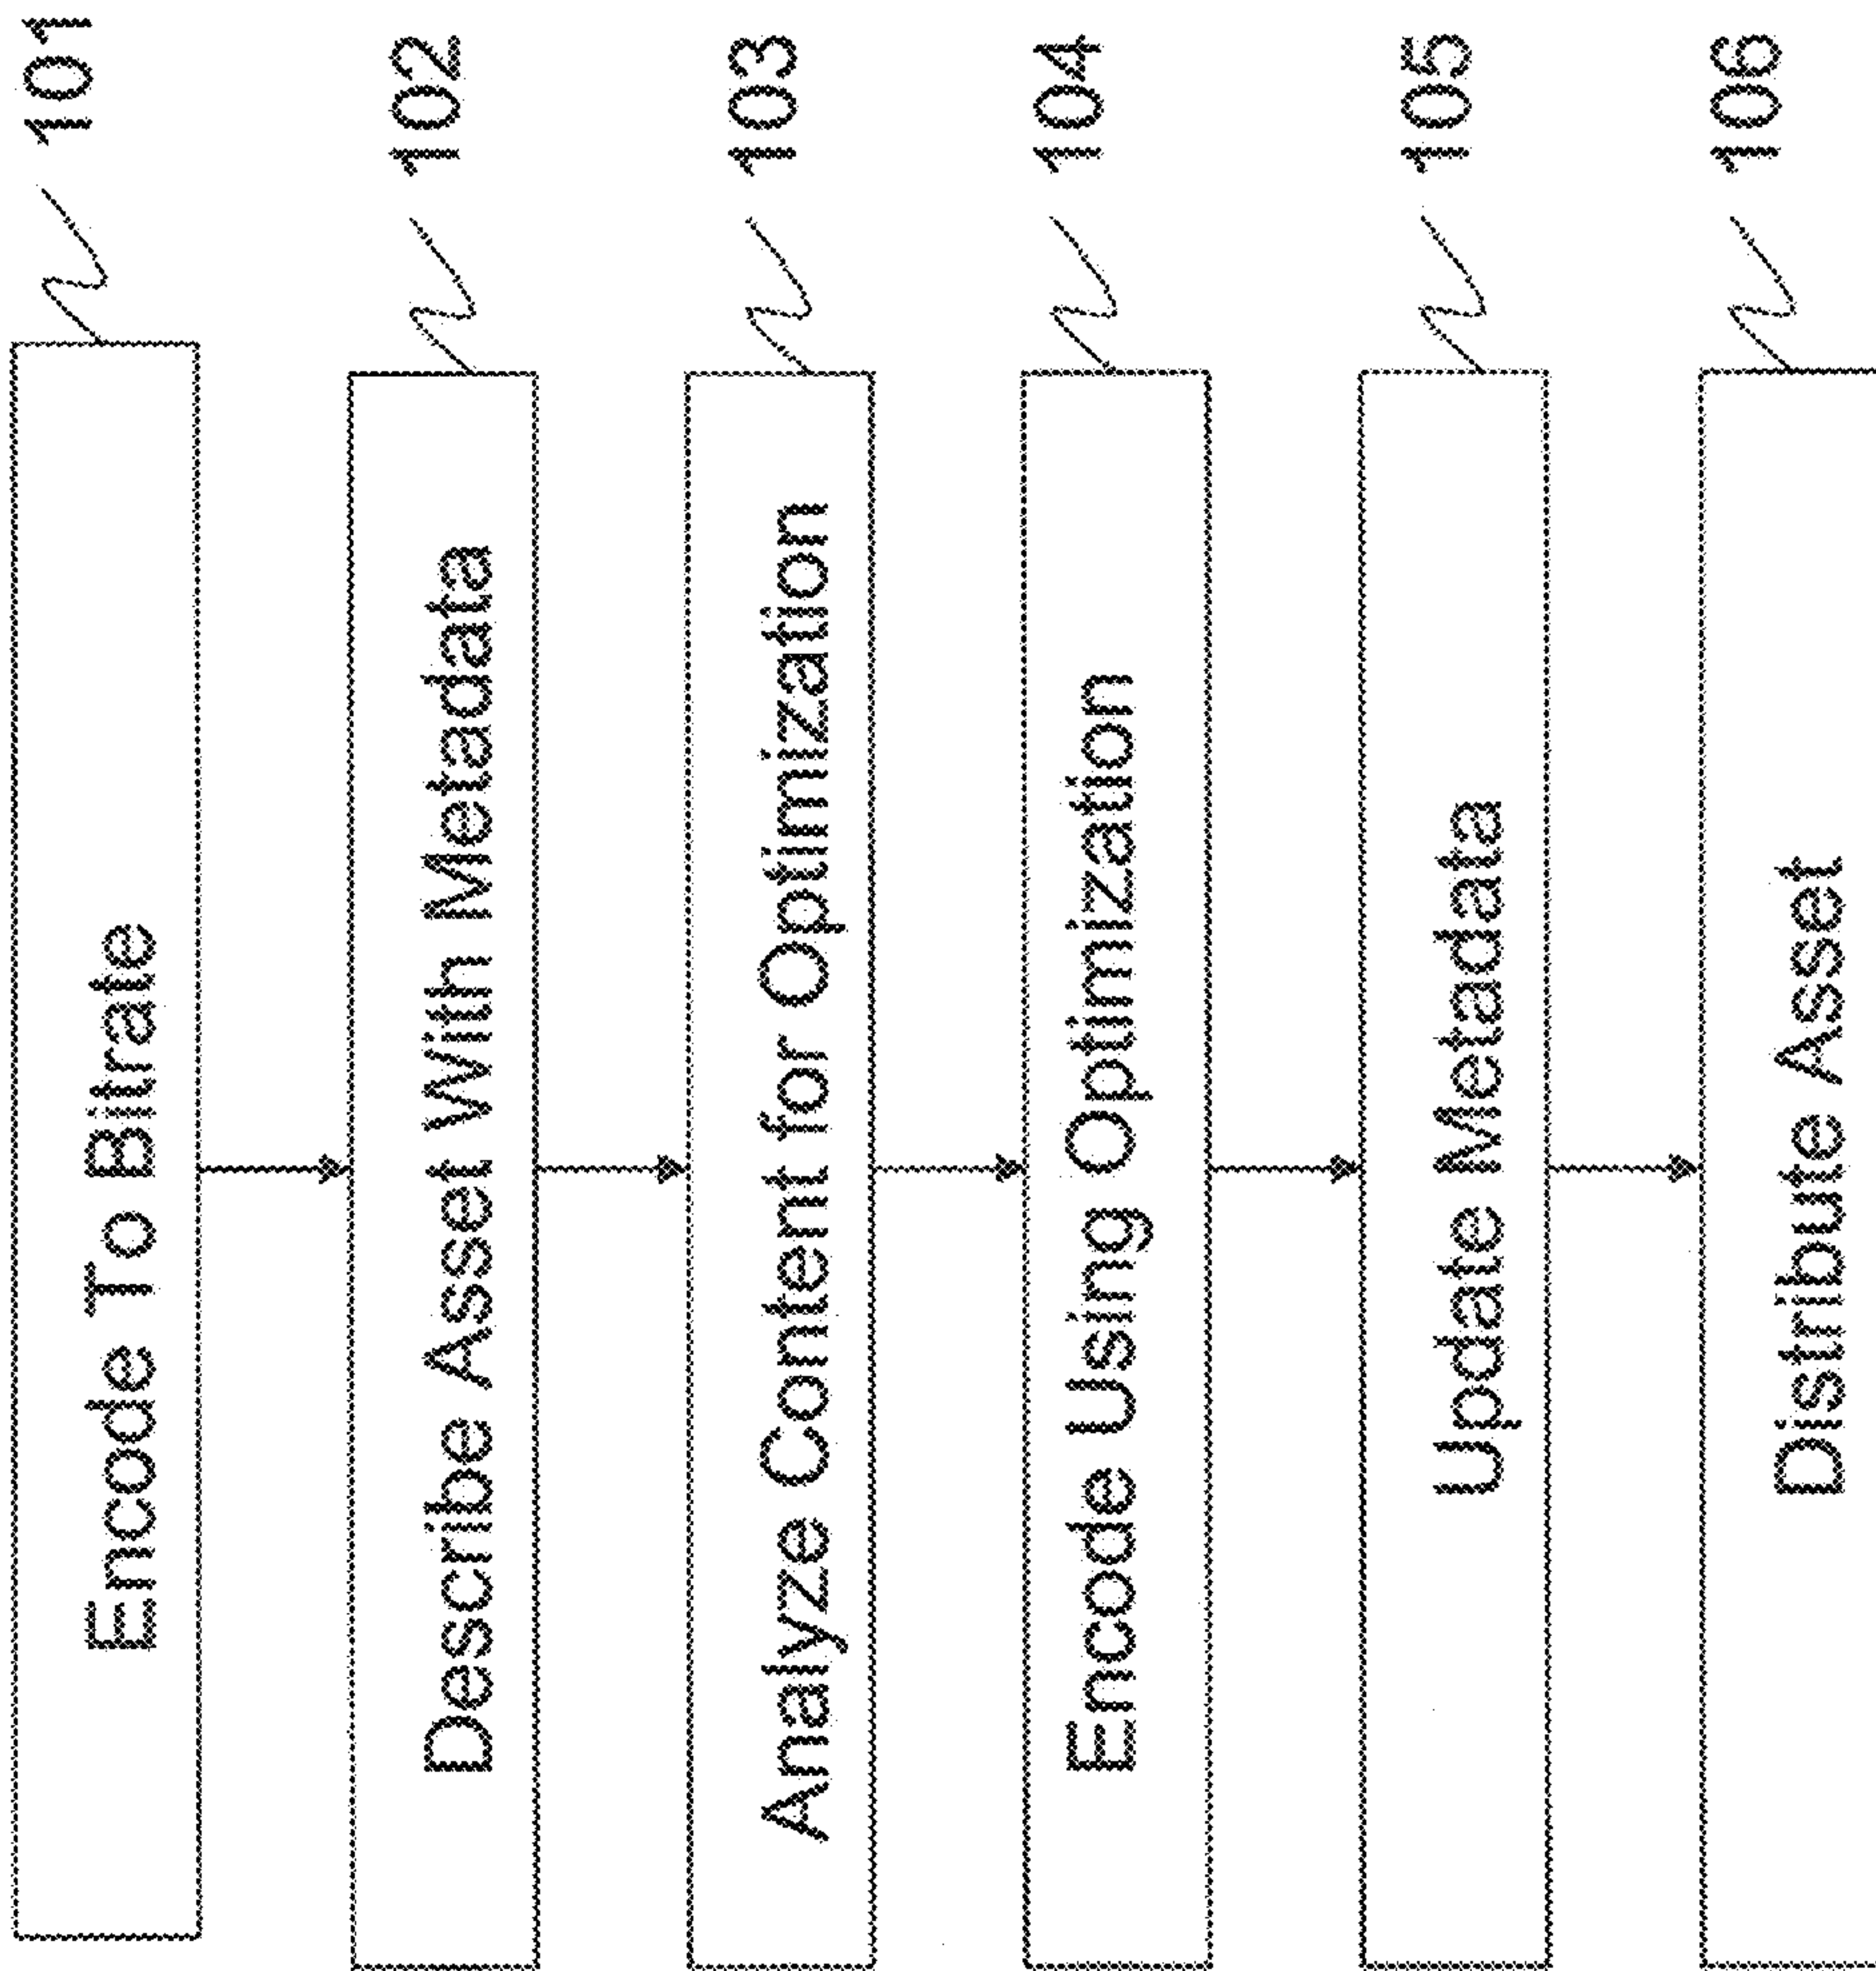 Encode To Bitrate
101
Describe Asset With Metadata
102
Analyze Content for Optimization
103
Encode Using Optimization
104
Update Metadata
105
Distribute Asset
106